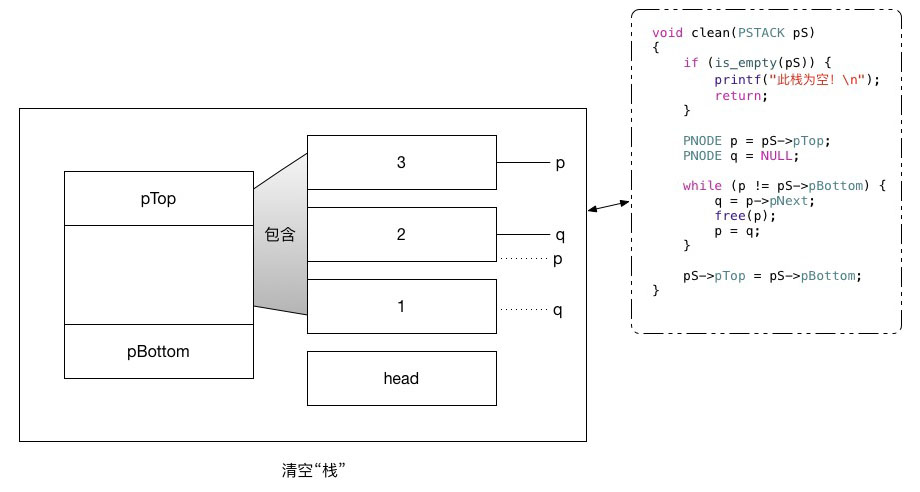 pTop
pBottom
包含
3
2
1
head
p
q
p
q
清空“栈”
void clean(PSTACK pS)
{
    if (is_empty(pS)) {
        printf("此栈为空！\n");
        return;
    }

    PNODE p = pS->pTop;
    PNODE q = NULL;

    while (p != pS->pBottom) {
        q = p->pNext;
        free(p);
        p = q;
    }

    pS->pTop = pS->pBottom;
}